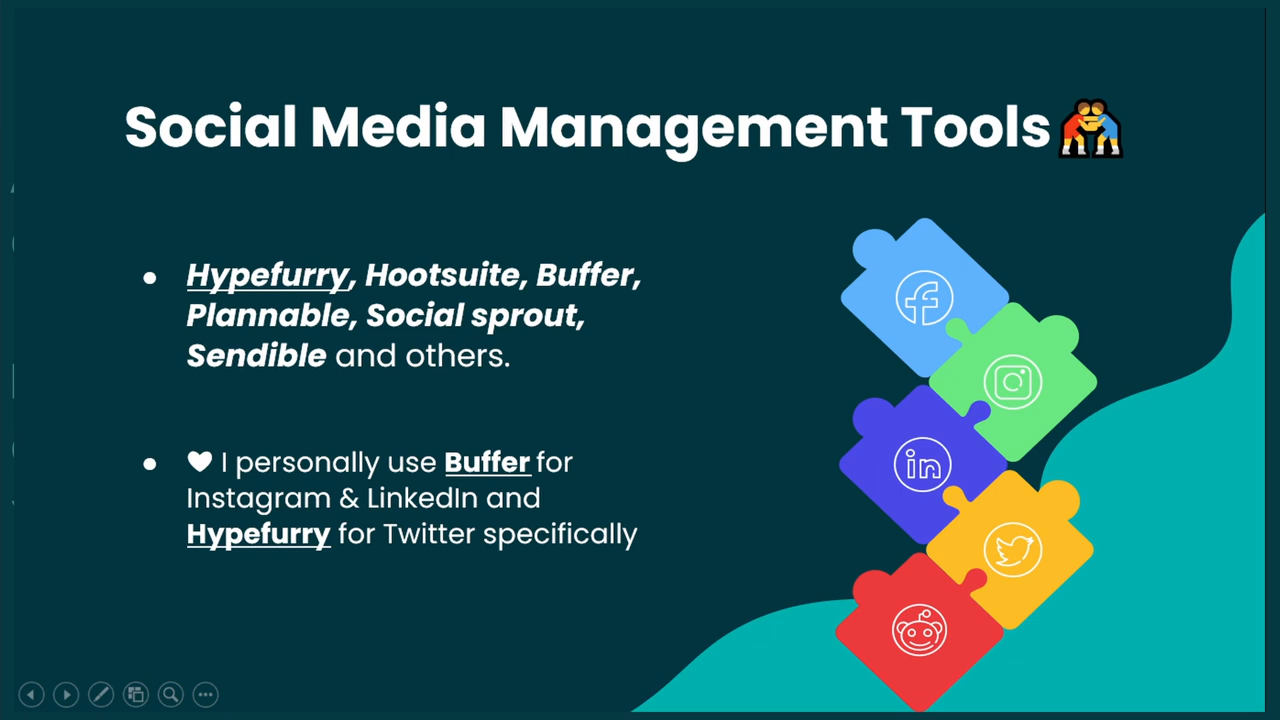 Social Media Management Tools
Hypefurry, Hootsuite, Buffer,
Plannable, Social sprout,
Sendible and others.
I personally use Buffer for
Instagram & LinkedIn and
Hypefurry for Twitter specifically
in